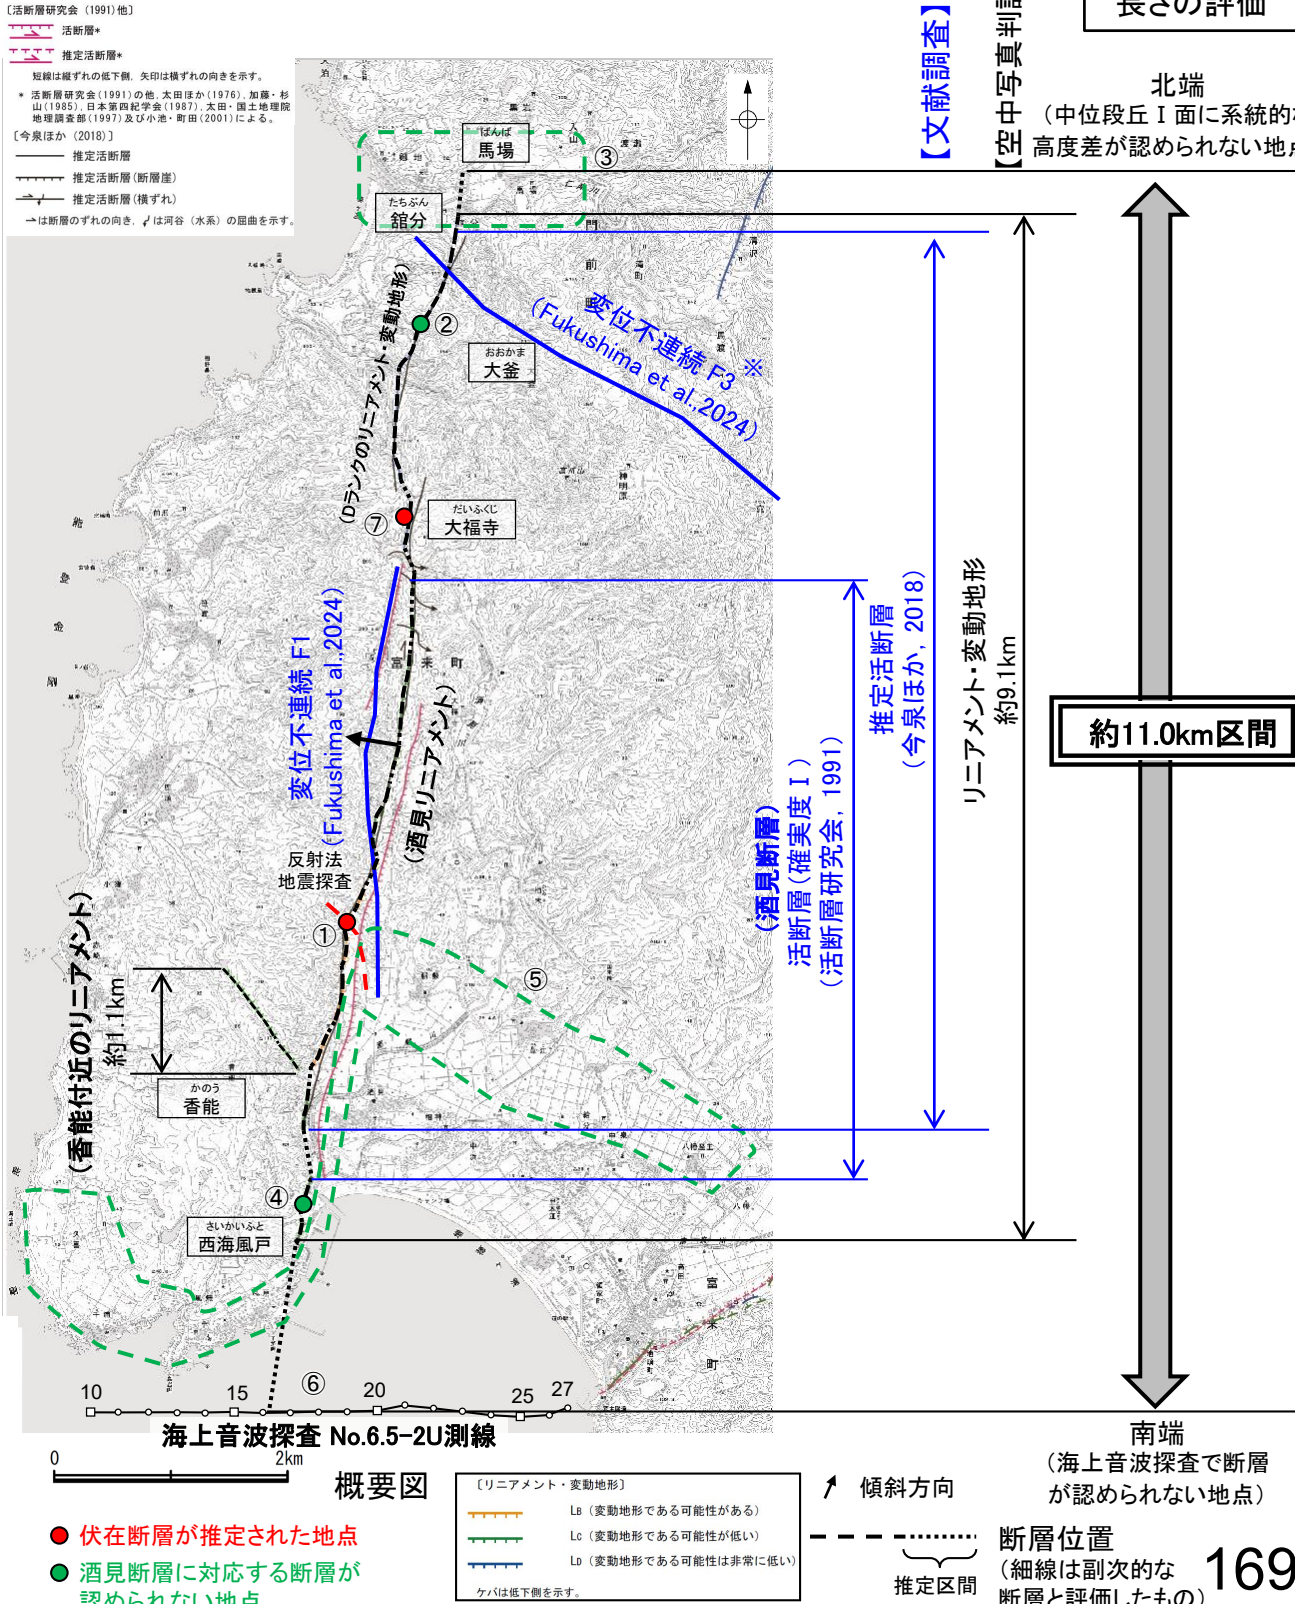 〔活断層研究会(1991)他〕
活断層*
推定活断層*
短線は縦ずれの低下側，矢印は横ずれの向きを示す。
* 活断層研究会(1991)の他，太田ほか(1976)，加藤・杉
山(1985)，日本第四紀学会(1987)，太田・国土地理院
地理調査部(1997)及び小池・町田(2001)による。
〔今泉ほか(2018)〕
推定活断層
推定活断層(断層崖)
推定活断層(横ずれ)
→は断層のずれの向き，は河谷(水系)の屈曲を示す。
【文献調査】
【空中写真判読
長さの評価
北端
(中位段丘Ⅰ面に系統的な
高度差が認められない地点
ばんば
馬場
③
たちぶん
舘分
門
前
町
②
(Dランクのリニアメント・変動地形)
おおかま
大釜
変位不連続 F3 ※
(Fukushima et al.,2024)
⑦
だいふくじ
大福寺
変位不連続 F1
(Fukushima et al.,2024)
富来町
(酒見リニアメント)
反射法
地震探査
①
(香能付近のリニアメント)
約1.1km
かのう
香能
⑤
④
さいかいふと
西海風戸
富
来
町
(酒見断層)
活断層(確実度Ⅰ)
(活断層研究会, 1991)
推定活断層
(今泉ほか, 2018)
リニアメント・変動地形
約9.1km
約11.0km区間
⑥
10
15
20
25
27
海上音波探査 No.6.5-2U測線
0
2km
概要図
南端
(海上音波探査で断層
が認められない地点)
伏在断層が推定された地点
酒見断層に対応する断層が
認められない地点
〔リニアメント・変動地形〕
LB (変動地形である可能性がある)
LC (変動地形である可能性が低い)
LD (変動地形である可能性は非常に低い)
ケバは低下側を示す。
傾斜方向
推定区間
断層位置
(細線は副次的な
断層と評価したもの)
169